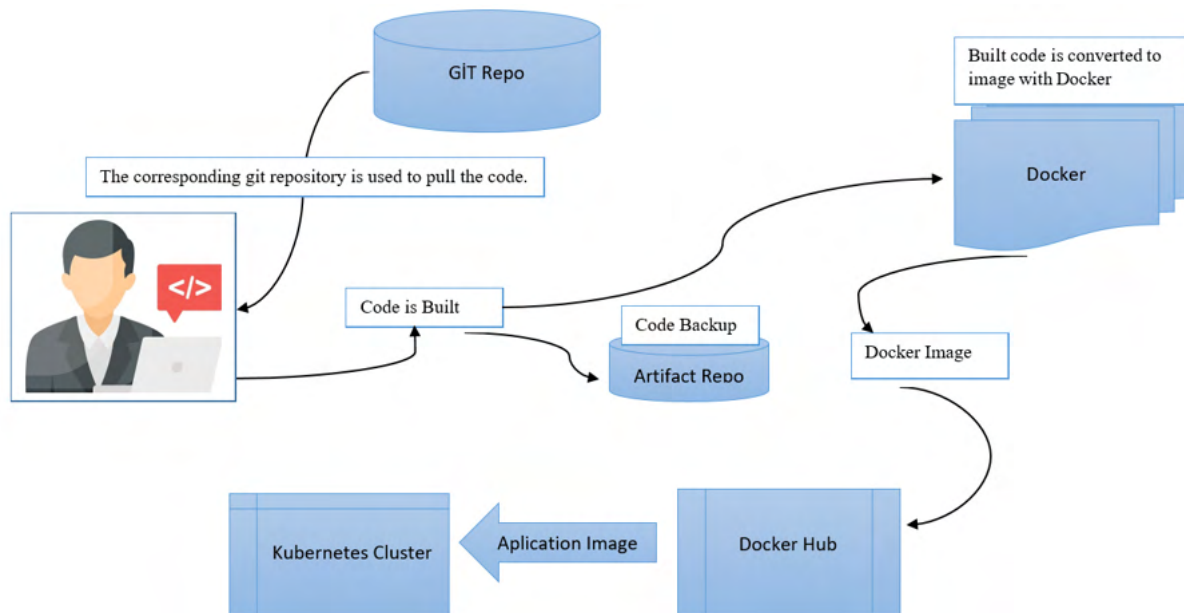 GİT Repo
Built code is converted to
image with Docker
The corresponding git repository is used to pull the code.
Docker
</>
Code is Built
Code Backup
Artifact Repo
Docker Image
Kubernetes Cluster
Aplication Image
Docker Hub